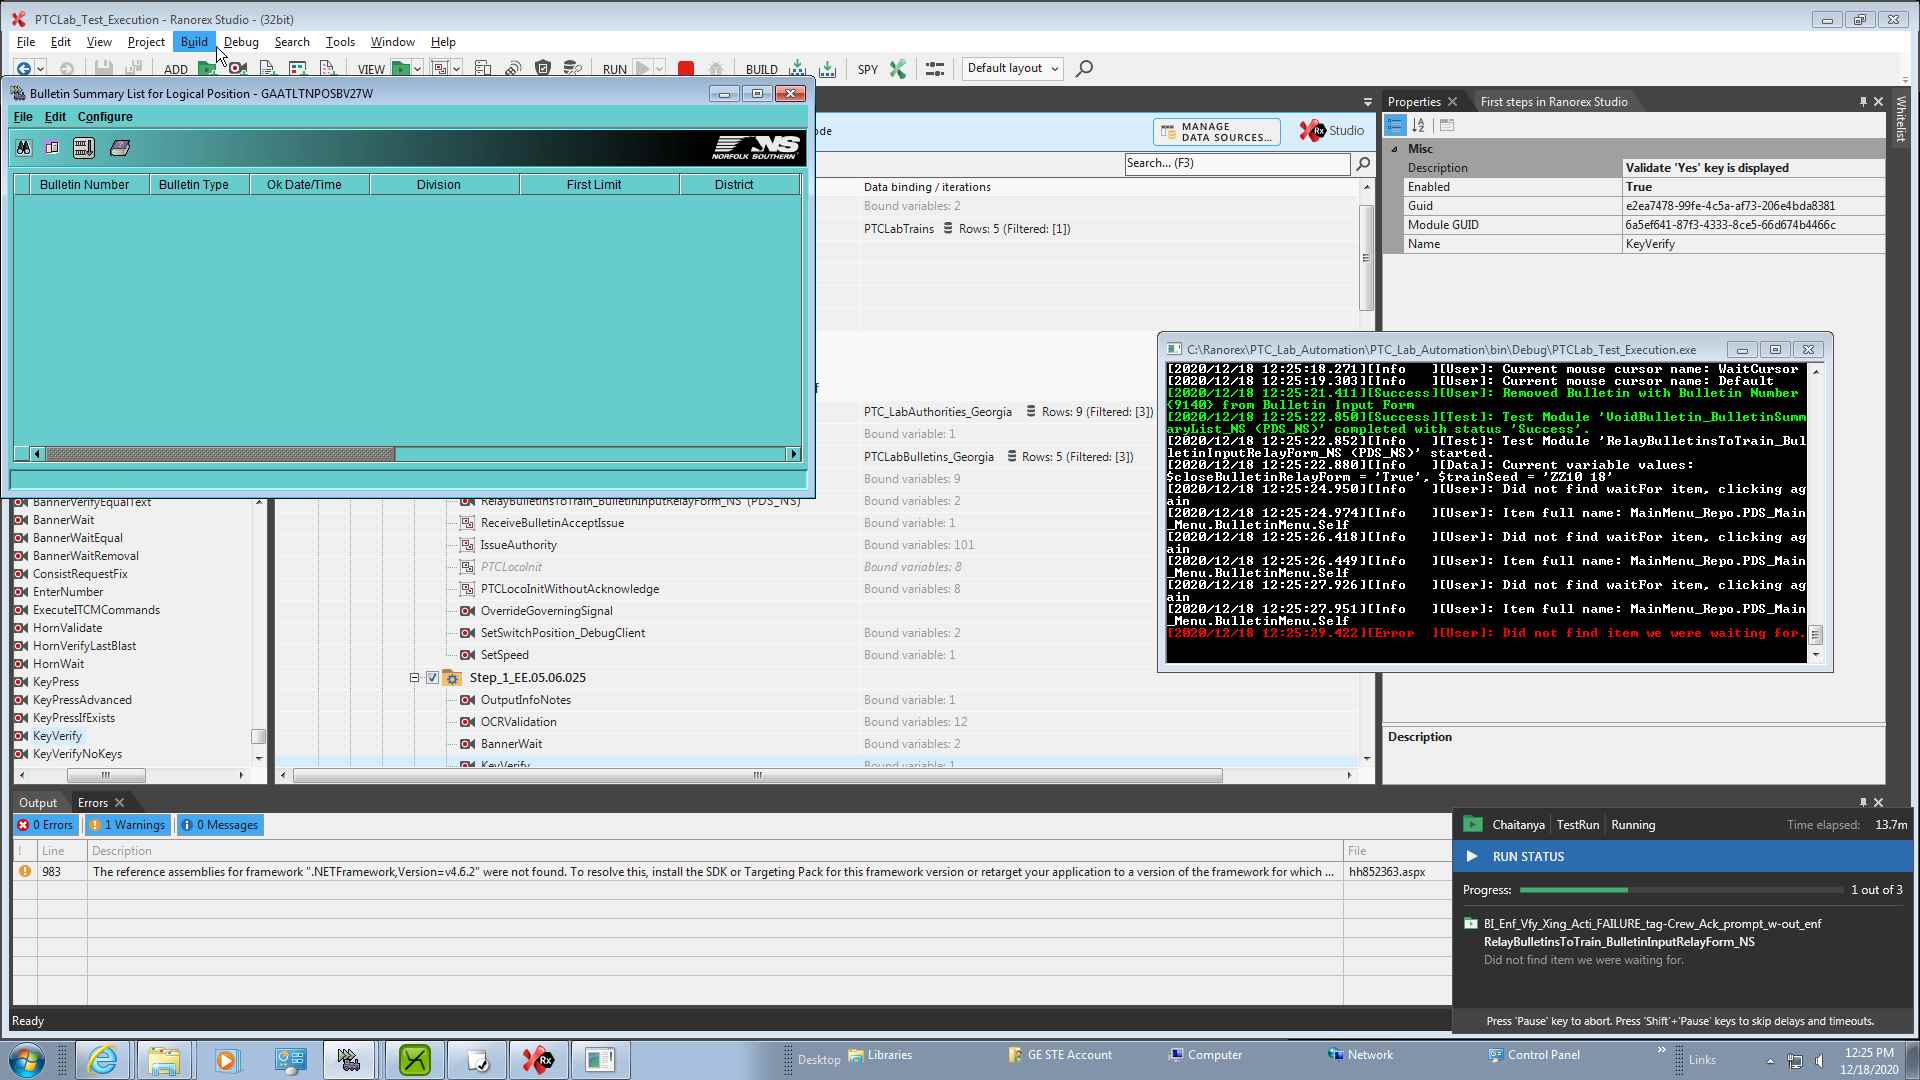 PTCLab_Test_Execution - Ranorex Studio - (32bit)
File Edit View Project Build Debug Search Tools Window Help
ADD VIEW RUN BUILD SPY Default layout
Bulletin Summary List for Logical Position - GAATLTNPOSBV27W
File Edit Configure
NS
NORFOLK SOUTHERN
Bulletin Number Bulletin Type Ok Date/Time Division First Limit District
ode
MANAGE
DATA SOURCES...
Rx Studio
Search... (F3)
Data binding / iterations
Bound variables: 2
PTCLabTrains Rows: 5 (Filtered: [1])
f
PTC_LabAuthorities_Georgia Rows: 9 (Filtered: [3])
Bound variable: 1
PTCLabBulletins_Georgia Rows: 5 (Filtered: [3])
Bound variables: 9
RelayBulletinsToTrain_BulletinInputRelayForm_NS (PDS_NS) Bound variables: 2
ReceiveBulletinAcceptIssue Bound variable: 1
IssueAuthority Bound variables: 101
PTCLocoInit Bound variables: 8
PTCLocoInitWithoutAcknowledge Bound variables: 8
OverrideGoverningSignal
SetSwitchPosition_DebugClient Bound variables: 2
SetSpeed Bound variable: 1
Step_1_EE.05.06.025
OutputInfoNotes Bound variables: 1
OCRValidation Bound variables: 12
BannerWait Bound variables: 2
KeyVerify Bound variable: 1
BannerVerifyEqualText
BannerWait
BannerWaitEqual
BannerWaitRemoval
ConsistRequestFix
EnterNumber
ExecuteITCMCommands
HornValidate
HornVerifyLastBlast
HornWait
KeyPress
KeyPressAdvanced
KeyPressIfExists
KeyVerify
KeyVerifyNoKeys
Properties First steps in Ranorex Studio
Whitelist
Misc
Description Validate 'Yes' key is displayed
Enabled True
Guid e2ea7478-99fe-4c5a-af73-206e4bda8381
Module GUID 6a5ef641-87f3-4333-8ce5-66d674b4466c
Name KeyVerify
Description
C:\Ranorex\PTC_Lab_Automation\PTC_Lab_Automation\bin\Debug\PTCLab_Test_Execution.exe
[2020/12/18 12:25:18.271][Info   ][User]: Current mouse cursor name: WaitCursor
[2020/12/18 12:25:19.303][Info   ][User]: Current mouse cursor name: Default
[2020/12/18 12:25:21.411][Success][User]: Removed Bulletin with Bulletin Number
{9140} from Bulletin Input Form
[2020/12/18 12:25:22.850][Success][Test]: Test Module 'VoidBulletin_BulletinSumm
aryList_NS (PDS_NS)' completed with status 'Success'.
[2020/12/18 12:25:22.852][Info   ][Test]: Test Module 'RelayBulletinsToTrain_Bul
letinInputRelayForm_NS (PDS_NS)' started.
[2020/12/18 12:25:22.880][Info   ][Data]: Current variable values:
$closeBulletinRelayForm = 'True', $trainSeed = 'ZZ10 18'
[2020/12/18 12:25:24.950][Info   ][User]: Did not find waitFor item, clicking ag
ain
[2020/12/18 12:25:24.974][Info   ][User]: Item full name: MainMenu_Repo.PDS_Main
_Menu.BulletinMenu.Self
[2020/12/18 12:25:26.418][Info   ][User]: Did not find waitFor item, clicking ag
ain
[2020/12/18 12:25:26.449][Info   ][User]: Item full name: MainMenu_Repo.PDS_Main
_Menu.BulletinMenu.Self
[2020/12/18 12:25:27.926][Info   ][User]: Did not find waitFor item, clicking ag
ain
[2020/12/18 12:25:27.951][Info   ][User]: Item full name: MainMenu_Repo.PDS_Main
_Menu.BulletinMenu.Self
[2020/12/18 12:25:29.422][Error  ][User]: Did not find item we were waiting for.
Output Errors
0 Errors 1 Warnings 0 Messages
! Line Description File
983 The reference assemblies for framework ".NETFramework,Version=v4.6.2" were not found. To resolve this, install the SDK or Targeting Pack for this framework version or retarget your application to a version of the framework for which ... hh852363.aspx
Chaitanya TestRun Running Time elapsed: 13.7m
RUN STATUS
Progress: 1 out of 3
BI_Enf_Vfy_Xing_Acti_FAILURE_tag-Crew_Ack_prompt_w-out_enf
RelayBulletinsToTrain_BulletinInputRelayForm_NS
Did not find item we were waiting for.
Press 'Pause' key to abort. Press 'Shift'+'Pause' keys to skip delays and timeouts.
Ready
Desktop Libraries GE STE Account Computer Network Control Panel » Links
12:25 PM
12/18/2020